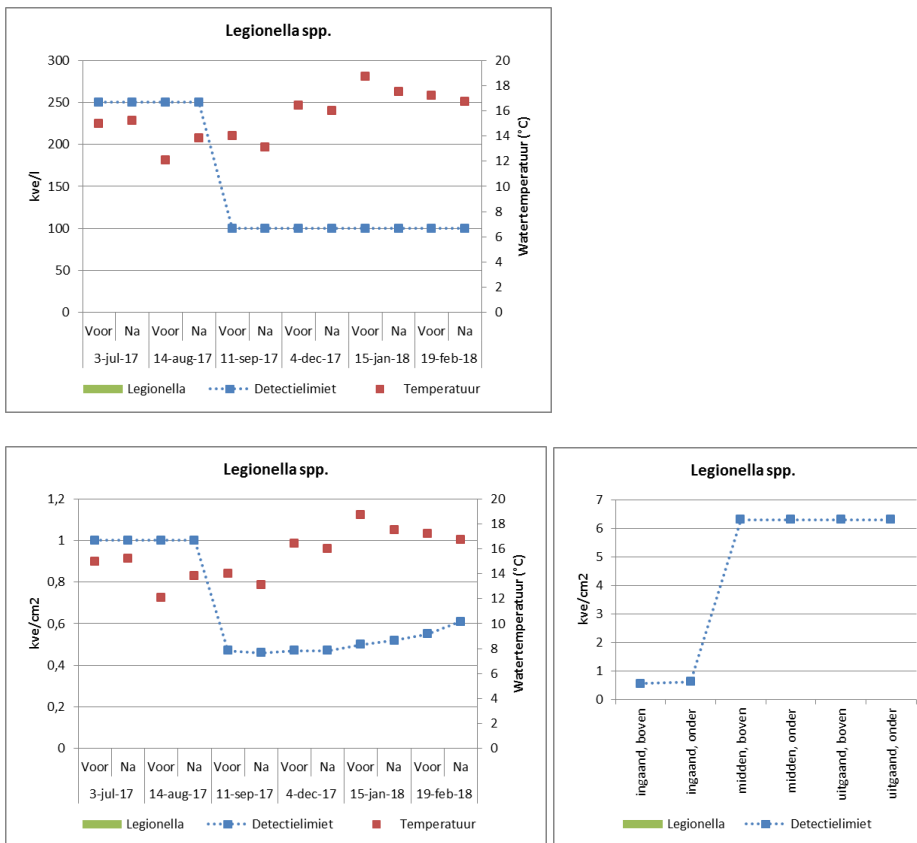 Legionella spp.
300
250
200
150
100
50
0
kve/l
20
18
16
14
12
10
8
6
4
2
0
Watertemperatuur (°C)
Voor Na Voor Na Voor Na Voor Na Voor Na Voor Na
3-jul-17 14-aug-17 11-sep-17 4-dec-17 15-jan-18 19-feb-18
Legionella Detectielimiet Temperatuur
Legionella spp.
1,2
1
0,8
0,6
0,4
0,2
0
kve/cm2
20
18
16
14
12
10
8
6
4
2
0
Watertemperatuur (°C)
Voor Na Voor Na Voor Na Voor Na Voor Na Voor Na
3-jul-17 14-aug-17 11-sep-17 4-dec-17 15-jan-18 19-feb-18
Legionella Detectielimiet Temperatuur
Legionella spp.
7
6
5
4
3
2
1
0
kve/cm2
ingaand, boven
ingaand, onder
midden, boven
midden, onder
uitgaand, boven
uitgaand, onder
Legionella Detectielimiet